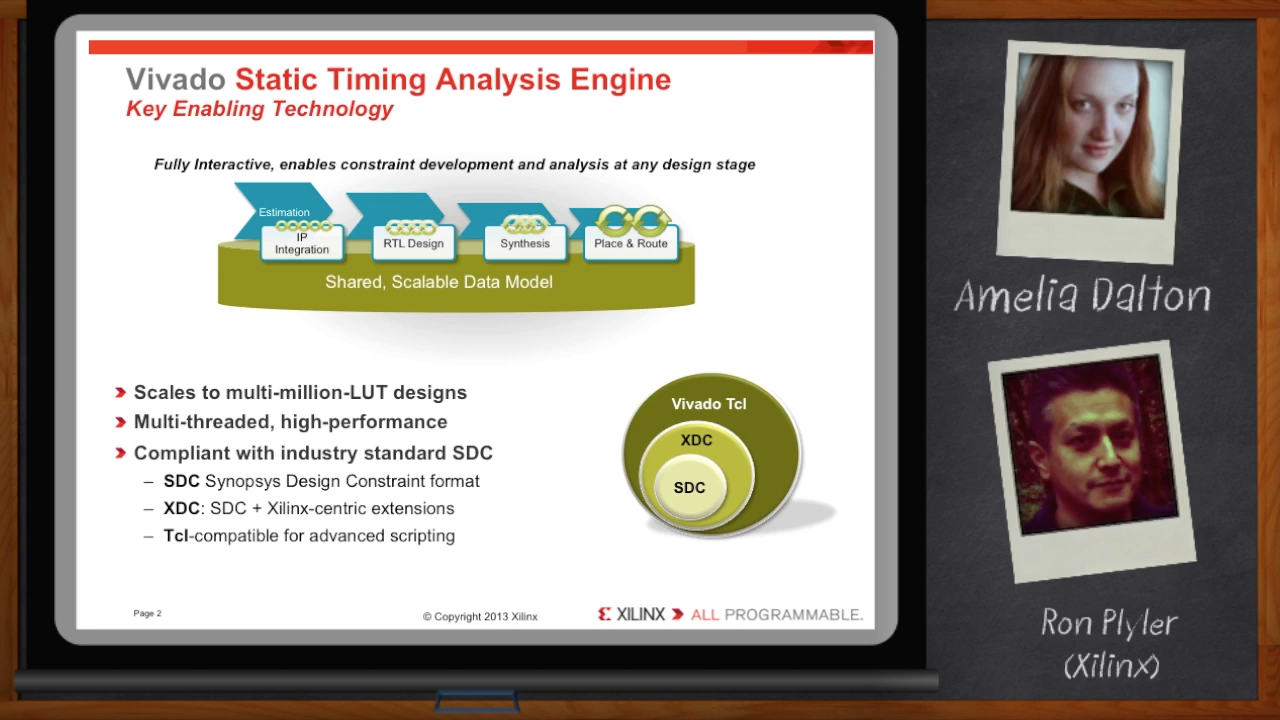 Vivado Static Timing Analysis Engine
Key Enabling Technology
Fully Interactive, enables constraint development and analysis at any design stage
Estimation
IP
Integration
RTL Design
Synthesis
Place & Route
Shared, Scalable Data Model
Scales to multi-million-LUT designs
Multi-threaded, high-performance
Compliant with industry standard SDC
– SDC Synopsys Design Constraint format
– XDC: SDC + Xilinx-centric extensions
– Tcl-compatible for advanced scripting
Vivado Tcl
XDC
SDC
Page 2
© Copyright 2013 Xilinx
XILINX ALL PROGRAMMABLE.
Amelia Dalton
Ron Plyler
(Xilinx)